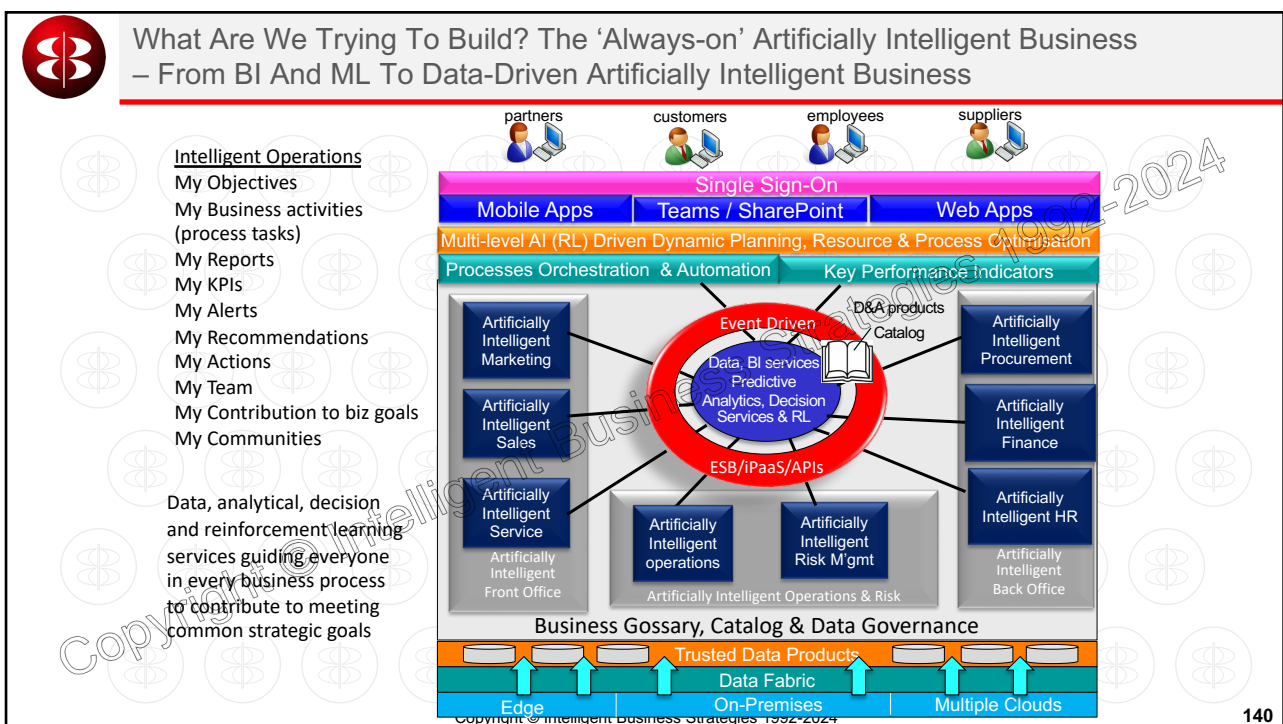 What Are We Trying To Build? The ‘Always-on’ Artificially Intelligent Business
– From BI And ML To Data-Driven Artificially Intelligent Business
Intelligent Operations
My Objectives
My Business activities
(process tasks)
My Reports
My KPIs
My Alerts
My Recommendations
My Actions
My Team
My Contribution to biz goals
My Communities
Data, analytical, decision
and reinforcement learning
services guiding everyone
in every business process
to contribute to meeting
common strategic goals
partners
customers
employees
suppliers
Single Sign-On
Mobile Apps
Teams / SharePoint
Web Apps
Multi-level AI (RL) Driven Dynamic Planning, Resource & Process Optimisation
Processes Orchestration & Automation
Key Performance Indicators
Artificially
Intelligent
Marketing
Artificially
Intelligent
Sales
Artificially
Intelligent
Service
Artificially
Intelligent
Front Office
Event Driven
D&A products
Catalog
Data, BI services
Predictive
Analytics, Decision
Services & RL
ESB/iPaaS/APIs
Artificially
Intelligent
operations
Artificially
Intelligent
Risk M'gmt
Artificially Intelligent Operations & Risk
Artificially
Intelligent
Procurement
Artificially
Intelligent
Finance
Artificially
Intelligent HR
Artificially
Intelligent
Back Office
Business Gossary, Catalog & Data Governance
Trusted Data Products
Data Fabric
Edge
On-Premises
Multiple Clouds
Copyright © Intelligent Business Strategies 1992-2024
Copyright © Intelligent Business Strategies 1992-2024
140